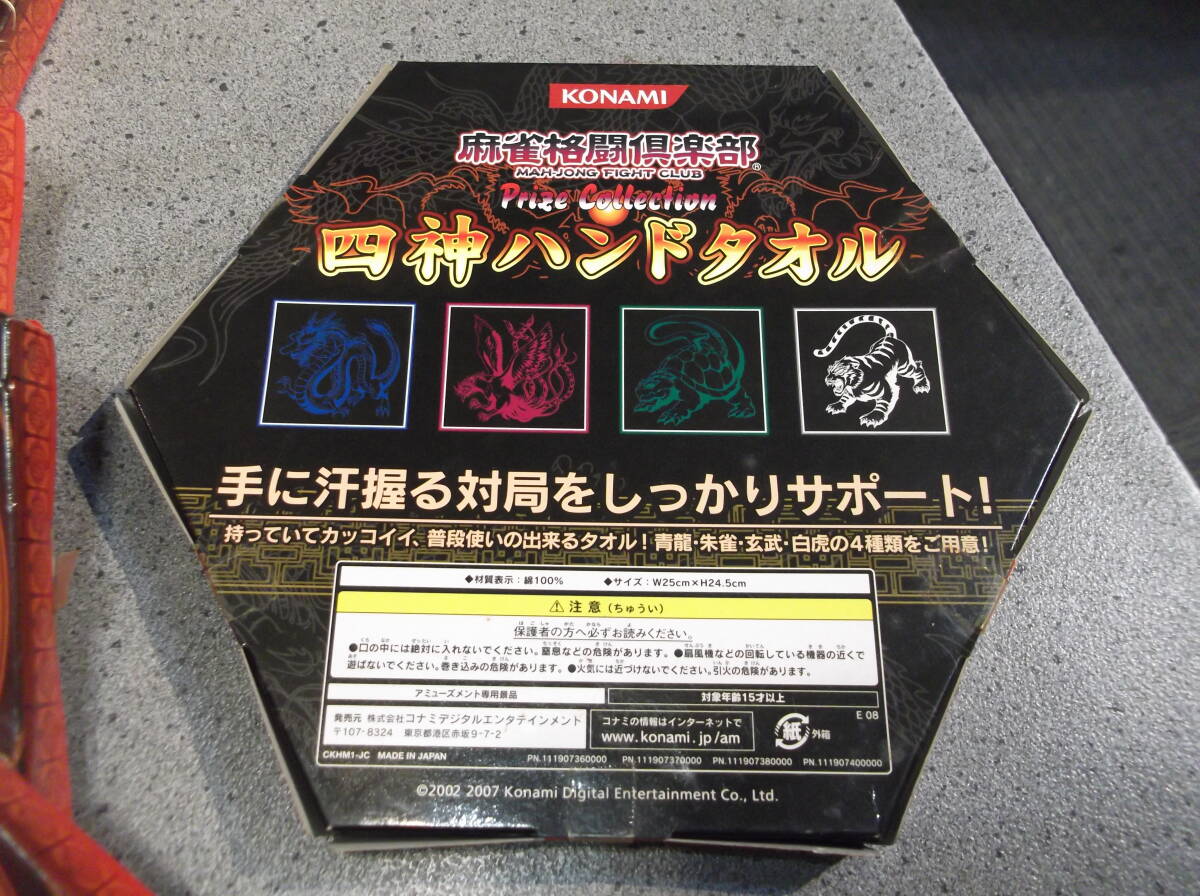 KONAMI
麻雀格闘倶楽部®
MAH-JONG FIGHT CLUB
Prize Collection
四神ハンドタオル
手に汗握る対局をしっかりサポート!
持っていてカッコイイ、普段使いの出来るタオル!青龍・朱雀・玄武・白虎の4種類をご用意!
◆材質表示:綿100% ◆サイズ:W25cm×H24.5cm
⚠注意(ちゅうい)
保護者の方へ必ずお読みください。
●口の中には絶対に入れないでください。窒息などの危険があります。●扇風機などの回転している機器の近くで
遊ばないでください。巻き込みの危険があります。●火気には近づけないでください。引火の危険があります。
アミューズメント専用景品 対象年齢15才以上
E 08
発売元 株式会社コナミデジタルエンタテインメント
〒107-8324 東京都港区赤坂9-7-2
コナミの情報はインターネットで
www.konami.jp/am
紙 外箱
CKHM1-JC MADE IN JAPAN PN.111907360000 PN.111907370000 PN.111907380000 PN.111907400000
©2002 2007 Konami Digital Entertainment Co., Ltd.